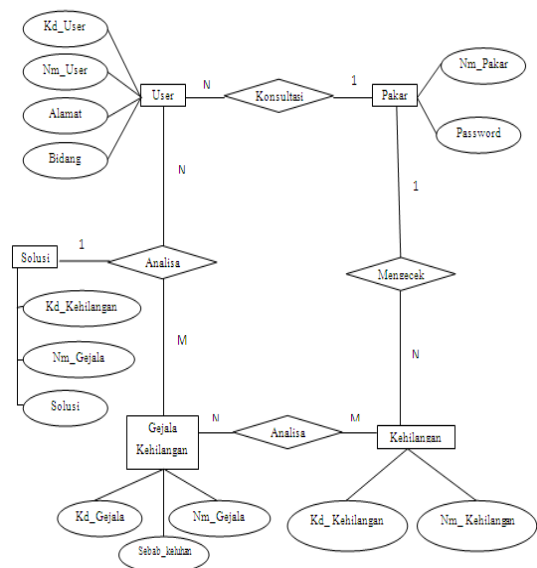 Kd_User
Nm_User
Alamat
Bidang
User
N
Konsultasi
1
Pakar
Nm_Pakar
Password
N
1
Solusi
1
Analisa
Mengecek
Kd_Kehilangan
Nm_Gejala
Solusi
M
N
Gejala
Kehilangan
N
Analisa
M
Kehilangan
Kd_Gejala
Nm_Gejala
Sebab_keluhan
Kd_ Kehilangan
Nm_ Kehilangan